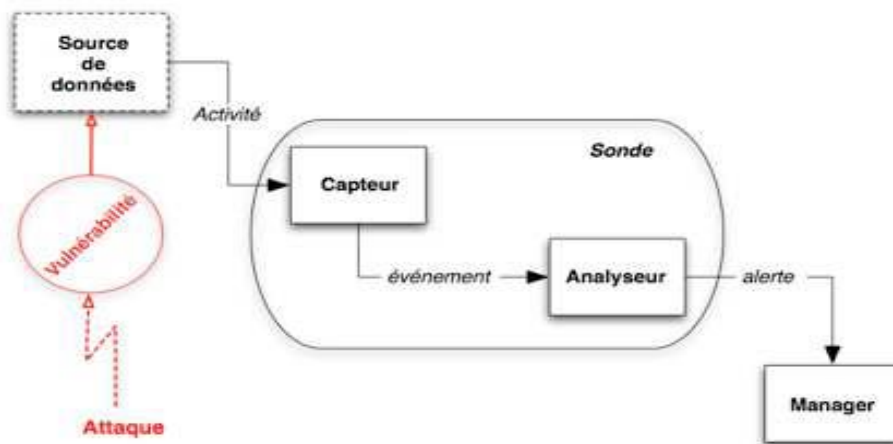 Source
de
données
Activité
Sonde
Capteur
Vulnérabilité
événement
Analyseur
alerte
Manager
Attaque